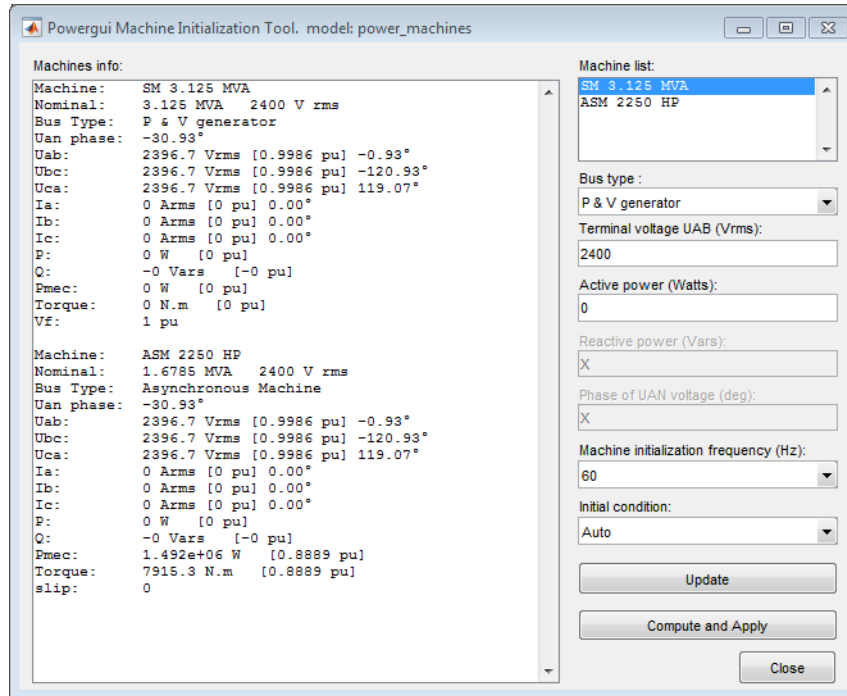 Powergui Machine Initialization Tool. model: power_machines
Machines info:
Machine: SM 3.125 MVA
Nominal: 3.125 MVA 2400 V rms
Bus Type: P & V generator
Uan phase: -30.93°
Uab: 2396.7 Vrms [0.9986 pu] -0.93°
Ubc: 2396.7 Vrms [0.9986 pu] -120.93°
Uca: 2396.7 Vrms [0.9986 pu] 119.07°
Ia: 0 Arms [0 pu] 0.00°
Ib: 0 Arms [0 pu] 0.00°
Ic: 0 Arms [0 pu] 0.00°
P: 0 W [0 pu]
Q: -0 Vars [-0 pu]
Pmec: 0 W [0 pu]
Torque: 0 N.m [0 pu]
Vf: 1 pu
Machine: ASM 2250 HP
Nominal: 1.6785 MVA 2400 V rms
Bus Type: Asynchronous Machine
Uan phase: -30.93°
Uab: 2396.7 Vrms [0.9986 pu] -0.93°
Ubc: 2396.7 Vrms [0.9986 pu] -120.93°
Uca: 2396.7 Vrms [0.9986 pu] 119.07°
Ia: 0 Arms [0 pu] 0.00°
Ib: 0 Arms [0 pu] 0.00°
Ic: 0 Arms [0 pu] 0.00°
P: 0 W [0 pu]
Q: -0 Vars [-0 pu]
Pmec: 1.492e+06 W [0.8889 pu]
Torque: 7915.3 N.m [0.8889 pu]
slip: 0
Machine list:
SM 3.125 MVA
ASM 2250 HP
Bus type :
P & V generator
Terminal voltage UAB (Vrms):
2400
Active power (Watts):
0
Reactive power (Vars):
X
Phase of UAN voltage (deg):
X
Machine initialization frequency (Hz):
60
Initial condition:
Auto
Update
Compute and Apply
Close